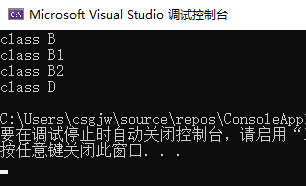 Microsoft Visual Studio 调试控制台
class B
class B1
class B2
class D
C:\Users\csgjw\source\repos\ConsoleApp
要在调试停止时自动关闭控制台，请启用“
按任意键关闭此窗口. . .